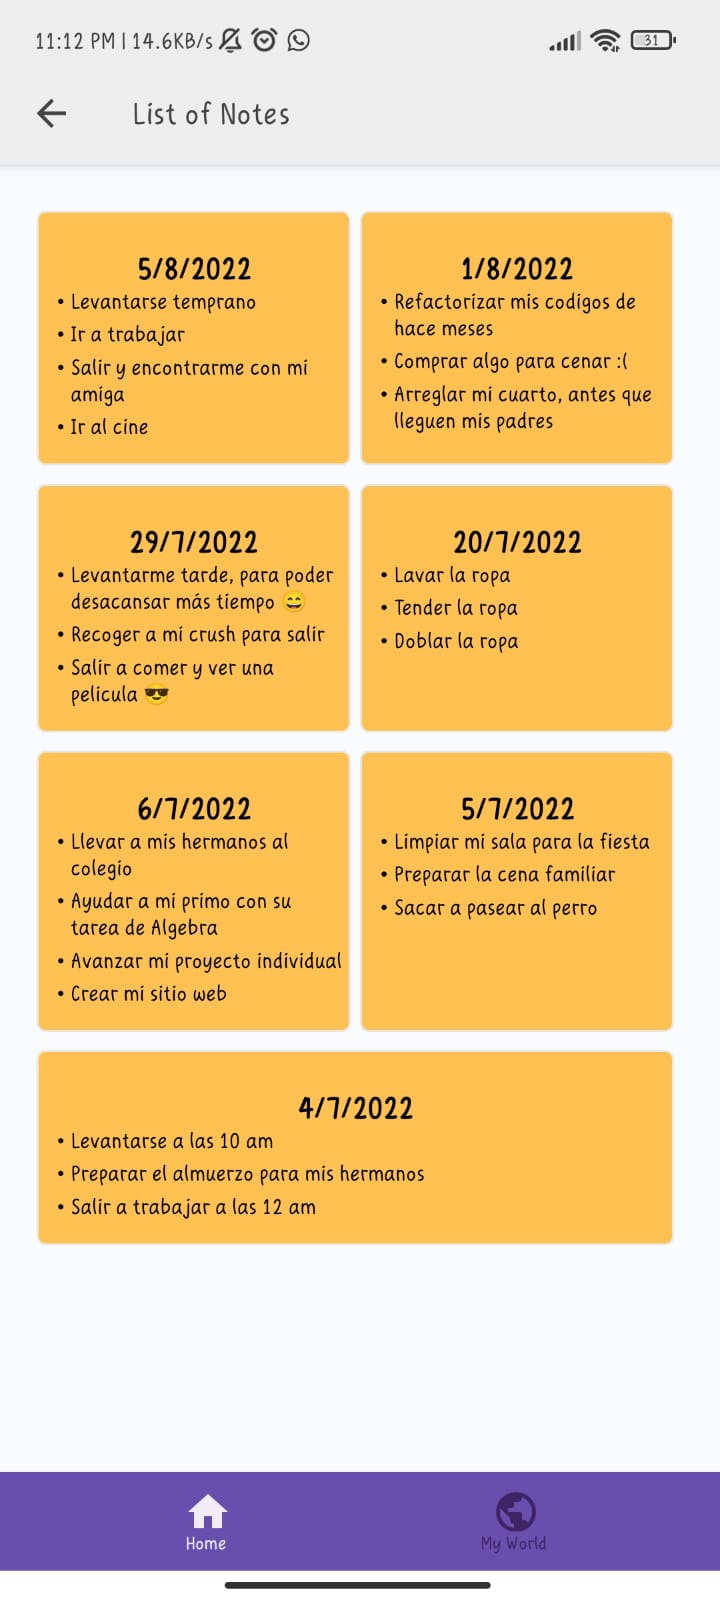 11:12 PM | 14.6KB/s
31
List of Notes
5/8/2022
• Levantarse temprano
• Ir a trabajar
• Salir y encontrarme con mi
amiga
• Ir al cine
1/8/2022
• Refactorizar mis codigos de
hace meses
• Comprar algo para cenar :(
• Arreglar mi cuarto, antes que
lleguen mis padres
29/7/2022
• Levantarme tarde, para poder
desacansar más tiempo 😄
• Recoger a mi crush para salir
• Salir a comer y ver una
pelicula 😎
20/7/2022
• Lavar la ropa
• Tender la ropa
• Doblar la ropa
6/7/2022
• Llevar a mis hermanos al
colegio
• Ayudar a mi primo con su
tarea de Algebra
• Avanzar mi proyecto individual
• Crear mi sitio web
5/7/2022
• Limpiar mi sala para la fiesta
• Preparar la cena familiar
• Sacar a pasear al perro
4/7/2022
• Levantarse a las 10 am
• Preparar el almuerzo para mis hermanos
• Salir a trabajar a las 12 am
Home
My World